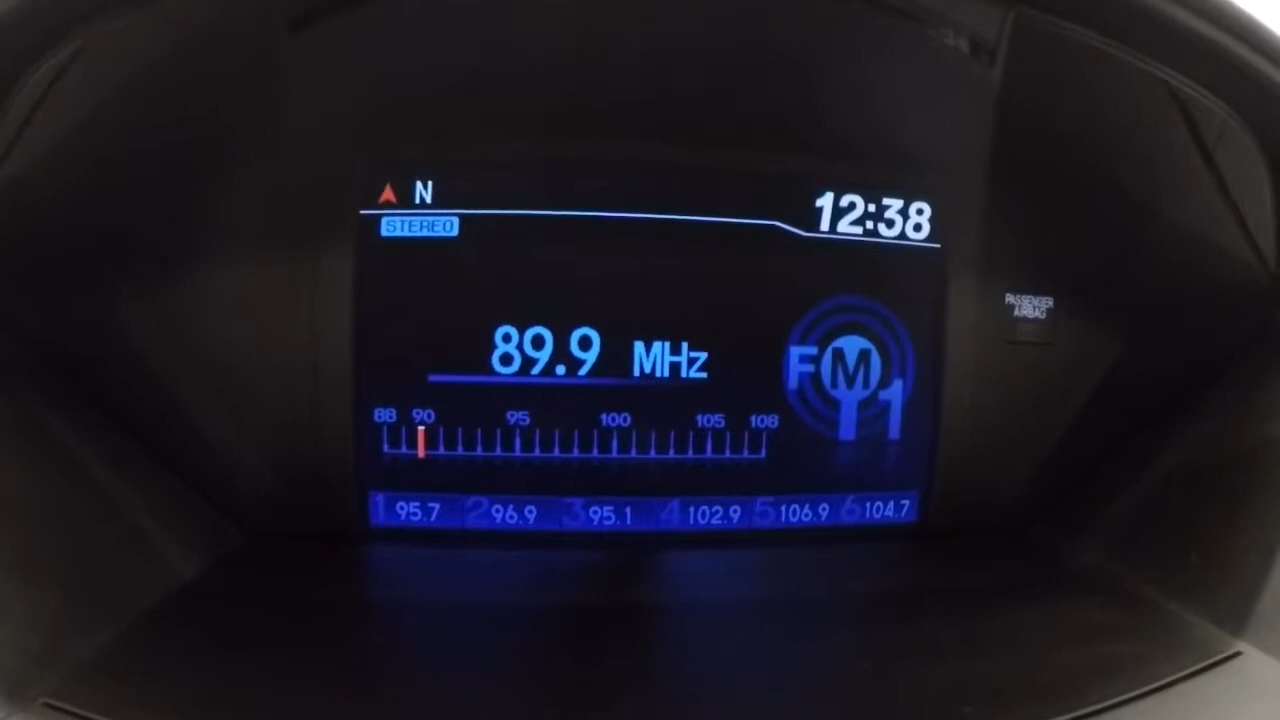 N
12:38
STEREO
89.9 MHz
FM1
88 90 95 100 105 108
1 95.7 2 96.9 3 95.1 4 102.9 5 106.9 6 104.7
PASSENGER
AIRBAG